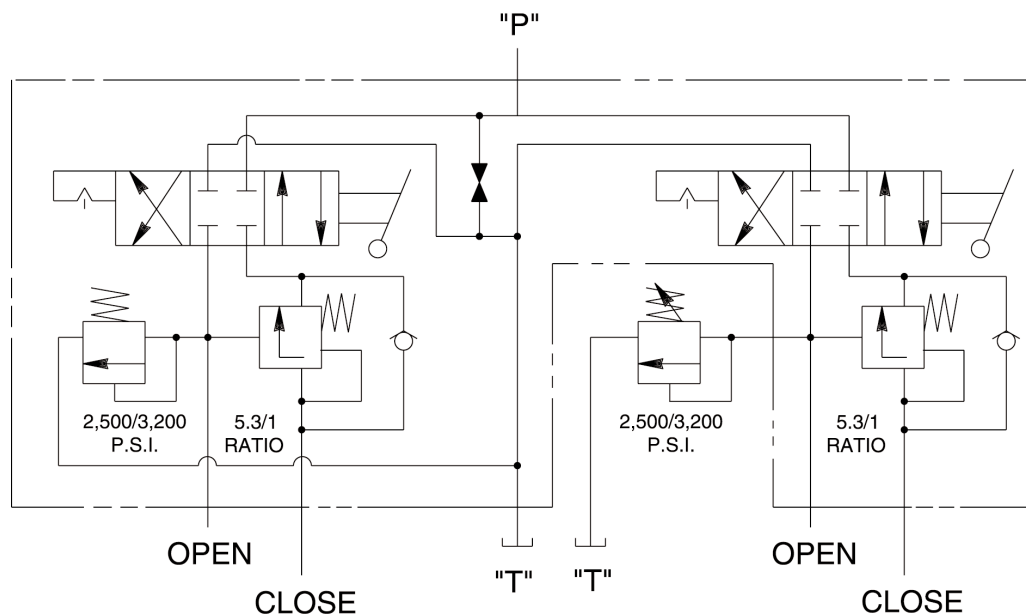 "P"
2,500/3,200
P.S.I.
5.3/1
RATIO
2,500/3,200
P.S.I.
5.3/1
RATIO
OPEN
CLOSE
"T"
"T"
OPEN
CLOSE